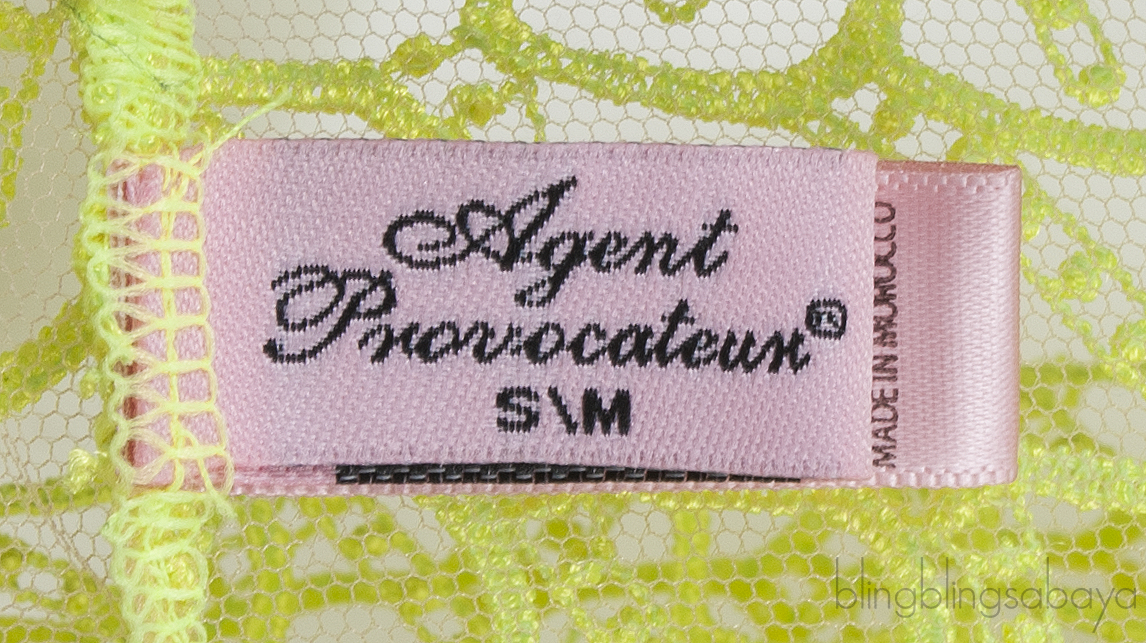 Agent
Provocateur®
S\M
MADE IN MOROCCO
blingblingsabaya